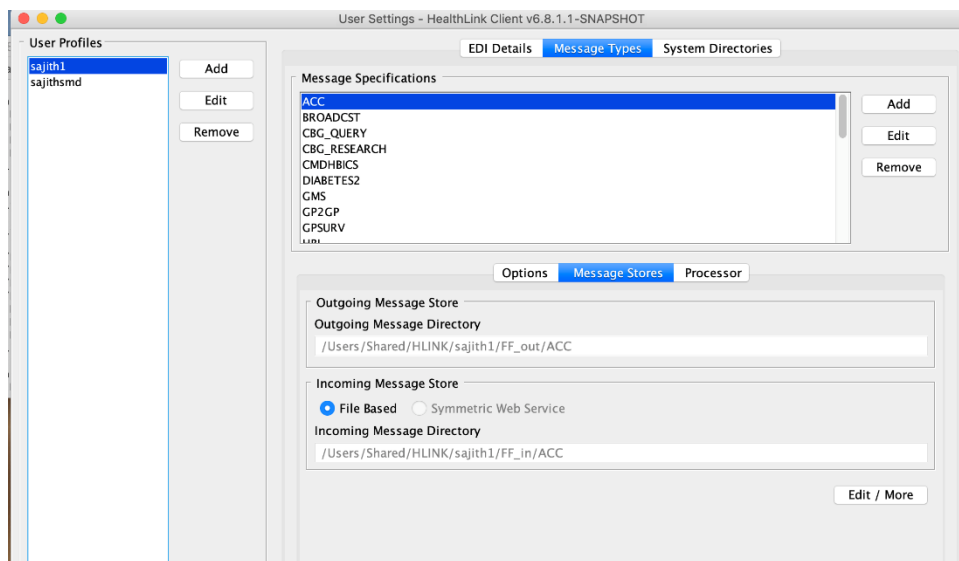 User Settings - HealthLink Client v6.8.1.1-SNAPSHOT
User Profiles
sajith1
sajithsmd
Add
Edit
Remove
EDI Details Message Types System Directories
Message Specifications
ACC
BROADCST
CBG_QUERY
CBG_RESEARCH
CMDHBICS
DIABETES2
GMS
GP2GP
GPSURV
Add
Edit
Remove
Options Message Stores Processor
Outgoing Message Store
Outgoing Message Directory
/Users/Shared/HLINK/sajith1/FF_out/ACC
Incoming Message Store
File Based Symmetric Web Service
Incoming Message Directory
/Users/Shared/HLINK/sajith1/FF_in/ACC
Edit / More